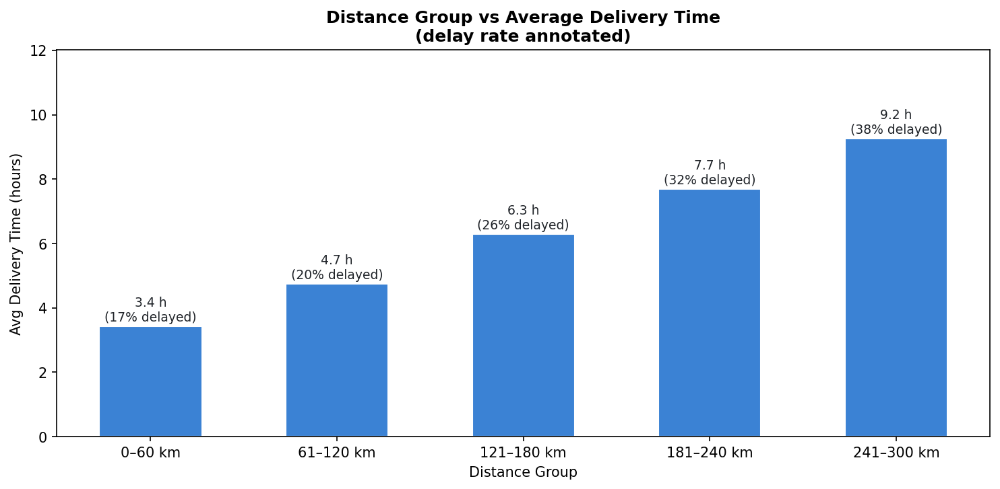 Distance Group vs Average Delivery Time
(delay rate annotated)
Avg Delivery Time (hours)
12
10
8
6
4
2
0
3.4 h
(17% delayed)
4.7 h
(20% delayed)
6.3 h
(26% delayed)
7.7 h
(32% delayed)
9.2 h
(38% delayed)
0–60 km
61–120 km
121–180 km
181–240 km
241–300 km
Distance Group